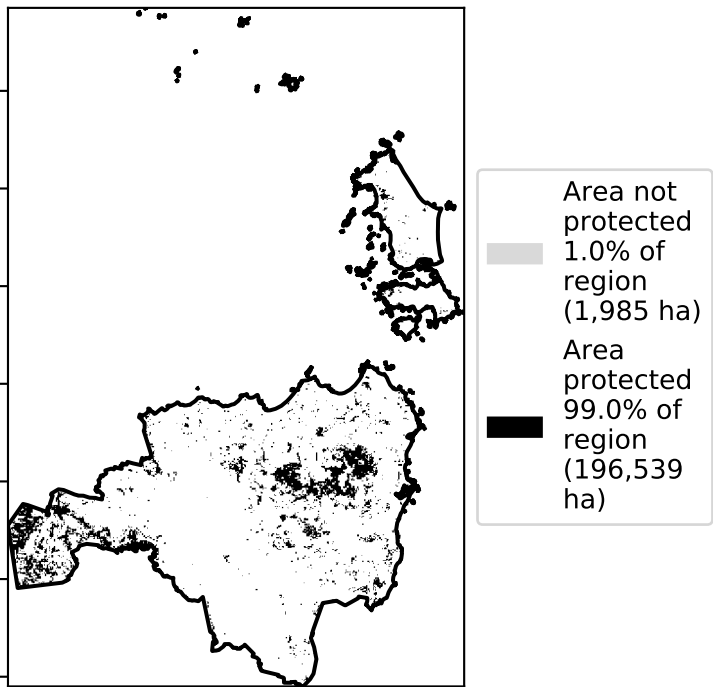 Area not
protected
1.0% of
region
(1,985 ha)
Area
protected
99.0% of
region
(196,539
ha)